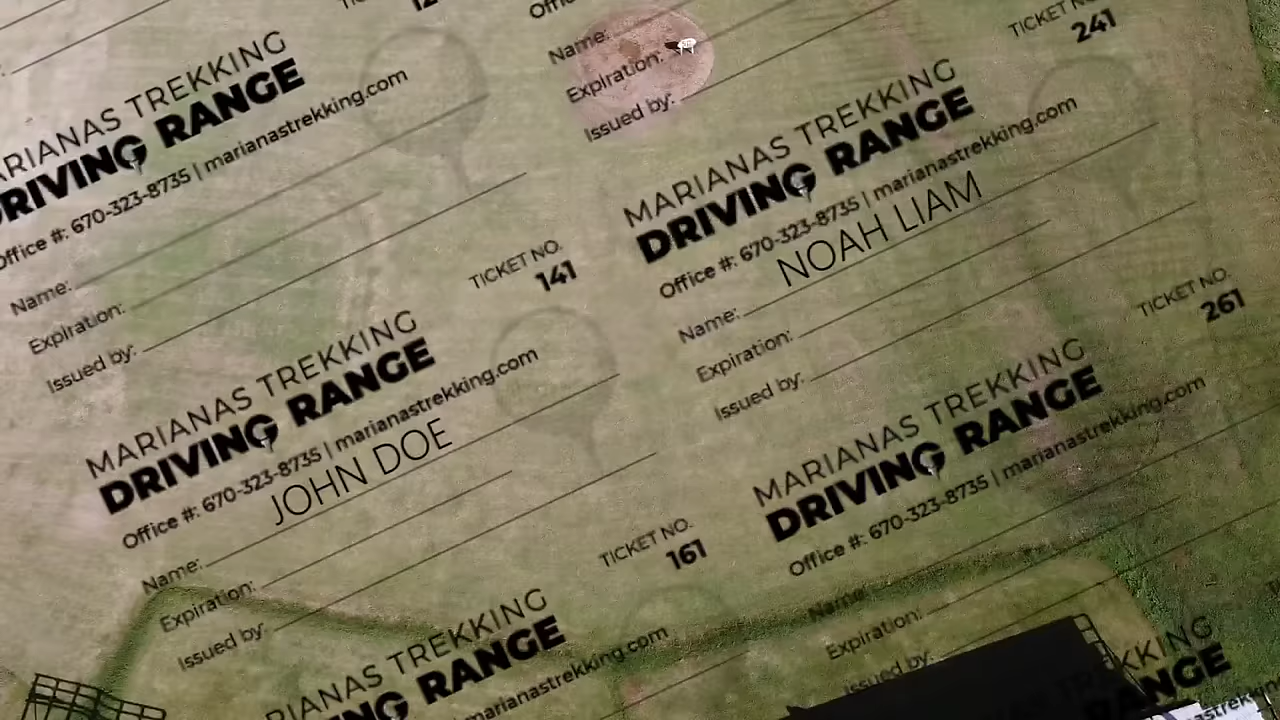 MARIANAS TREKKING
DRIVING RANGE
Office #: 670-323-8735 | marianastrekking.com
Name:
Expiration:
Issued by:
Name:
Expiration:
Issued by:
MARIANAS TREKKING
TICKET NO.
DRIVING RANGE
141
Office #: 670-323-8735 | marianastrekking.com
Name: JOHN DOE
Expiration:
Issued by:
MARIANAS TREKKING
TICKET NO.
DRIVING RANGE
241
Office #: 670-323-8735 | marianastrekking.com
Name: NOAH LIAM
Expiration:
Issued by:
TREKKING
TICKET NO.
RANGE
161
marianastrekking.com
MARIANAS TREKKING
TICKET NO.
DRIVING RANGE
261
Office #: 670-323-8735 | marianastrekking.com
Name:
Expiration:
Issued by:
RANGE